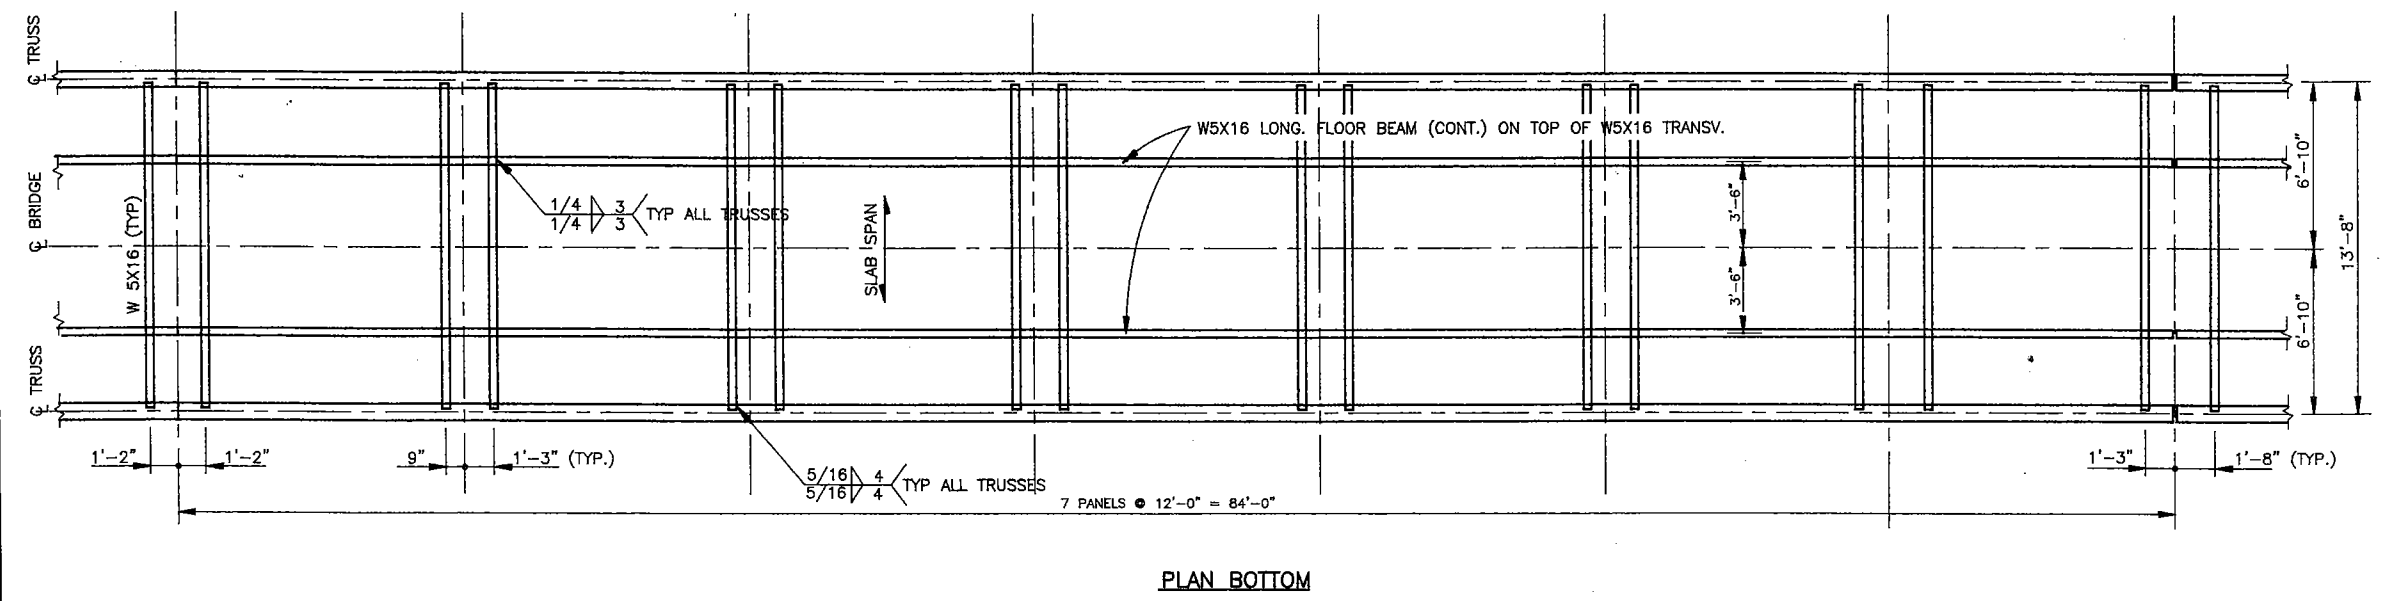 ℄ TRUSS
W5X16 LONG. FLOOR BEAM (CONT.) ON TOP OF W5X16 TRANSV.
℄ BRIDGE
W 5X16 (TYP)
1/4 3
1/4 3
TYP ALL TRUSSES
SLAB SPAN
3'-6"
3'-6"
6'-10"
6'-10"
13'-8"
℄ TRUSS
1'-2"
1'-2"
9"
1'-3" (TYP.)
5/16 4
5/16 4
TYP ALL TRUSSES
1'-3"
1'-8" (TYP.)
7 PANELS @ 12'-0" = 84'-0"
PLAN BOTTOM